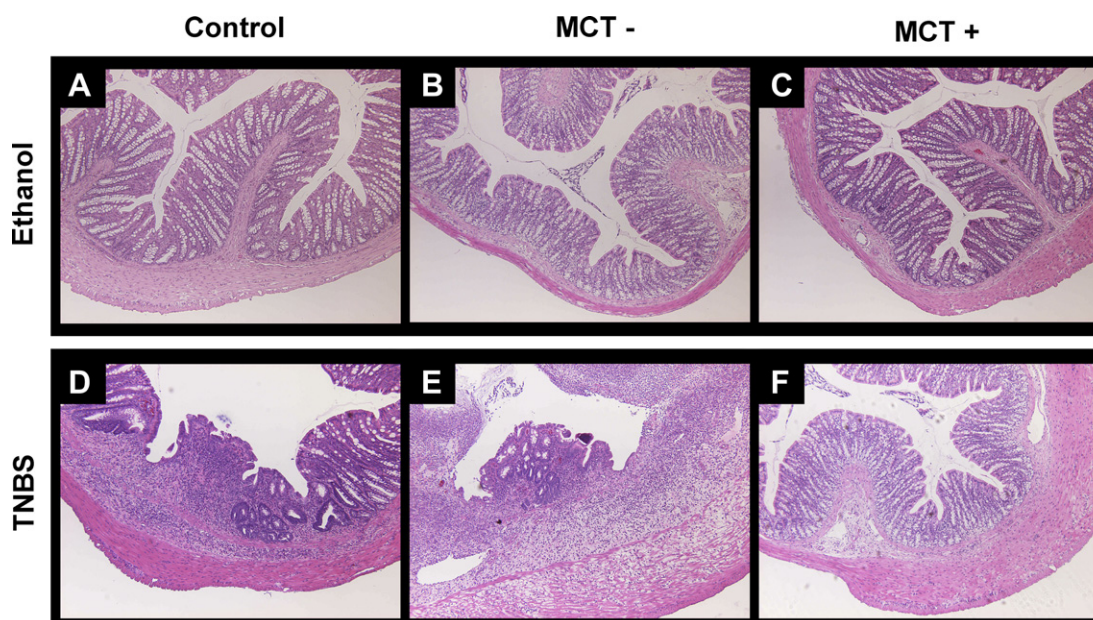 Control MCT - MCT +
Ethanol
A B C
TNBS
D E F